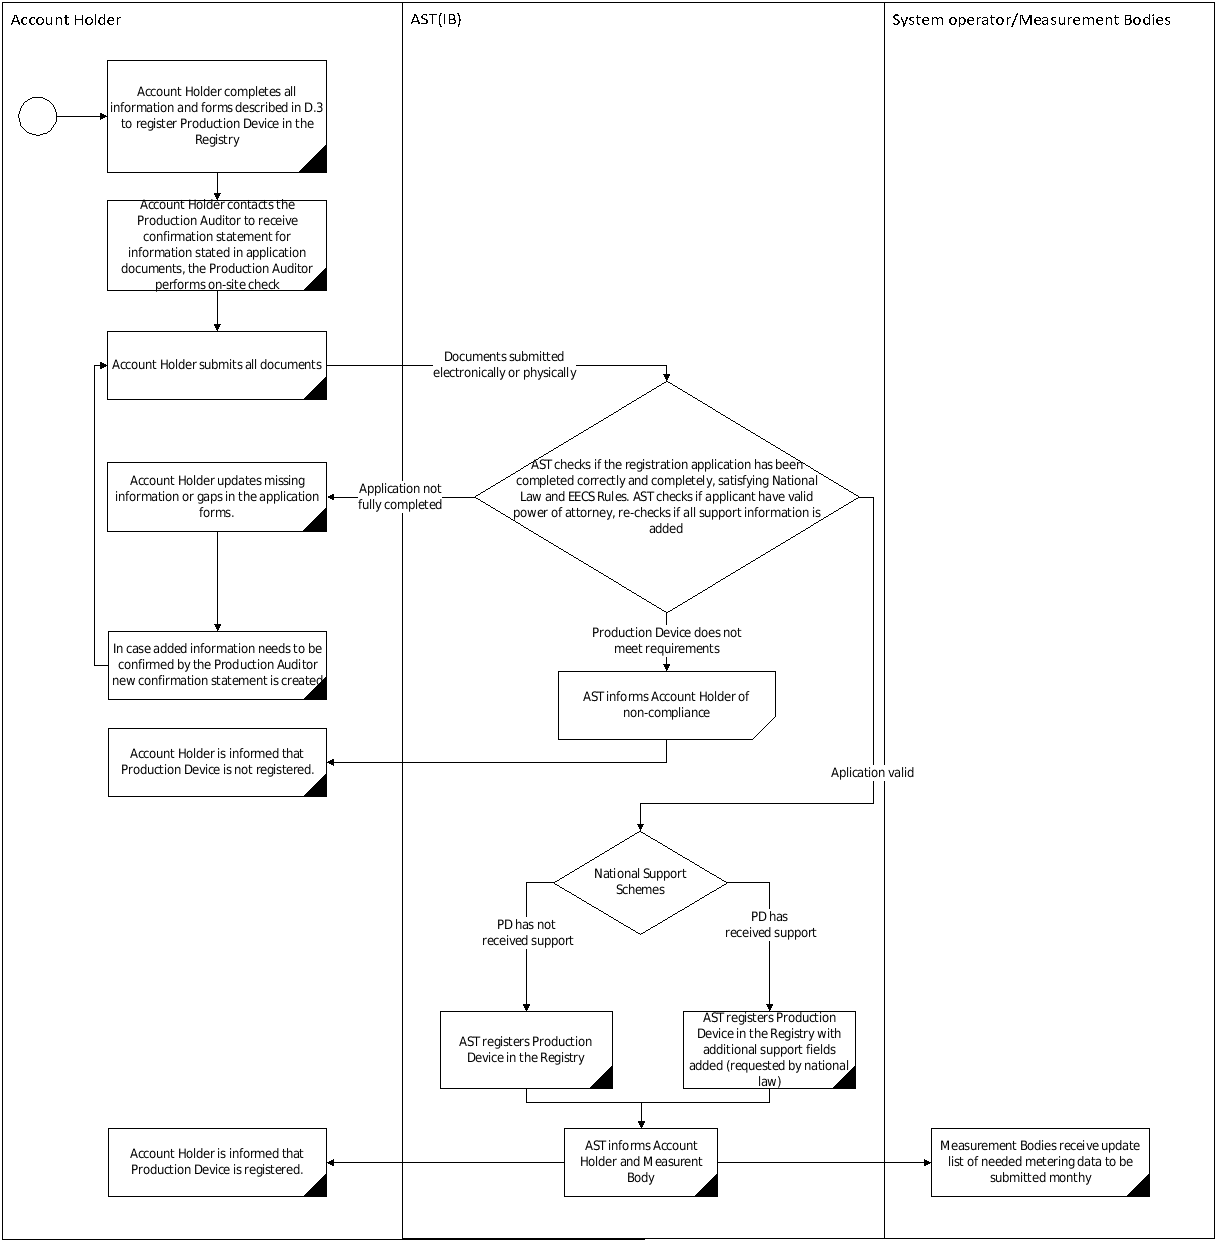 Account Holder
AST(IB)
System operator/Measurement Bodies
Account Holder completes all
information and forms described in D.3
to register Production Device in the
Registry
Account Holder contacts the
Production Auditor to receive
confirmation statement for
information stated in application
documents, the Production Auditor
performs on-site check
Account Holder submits all documents
Documents submitted
electronically or physically
AST checks if the registration application has been
completed correctly and completely, satisfying National
Law and EECS Rules. AST checks if applicant have valid
power of attorney, re-checks if all support information is
added
Application not
fully completed
Account Holder updates missing
information or gaps in the application
forms.
In case added information needs to be
confirmed by the Production Auditor
new confirmation statement is created
Production Device does not
meet requirements
AST informs Account Holder of
non-compliance
Account Holder is informed that
Production Device is not registered.
Aplication valid
National Support
Schemes
PD has not
received support
PD has
received support
AST registers Production
Device in the Registry
AST registers Production
Device in the Registry with
additional support fields
added (requested by national
law)
AST informs Account
Holder and Measurent
Body
Account Holder is informed that
Production Device is registered.
Measurement Bodies receive update
list of needed metering data to be
submitted monthy